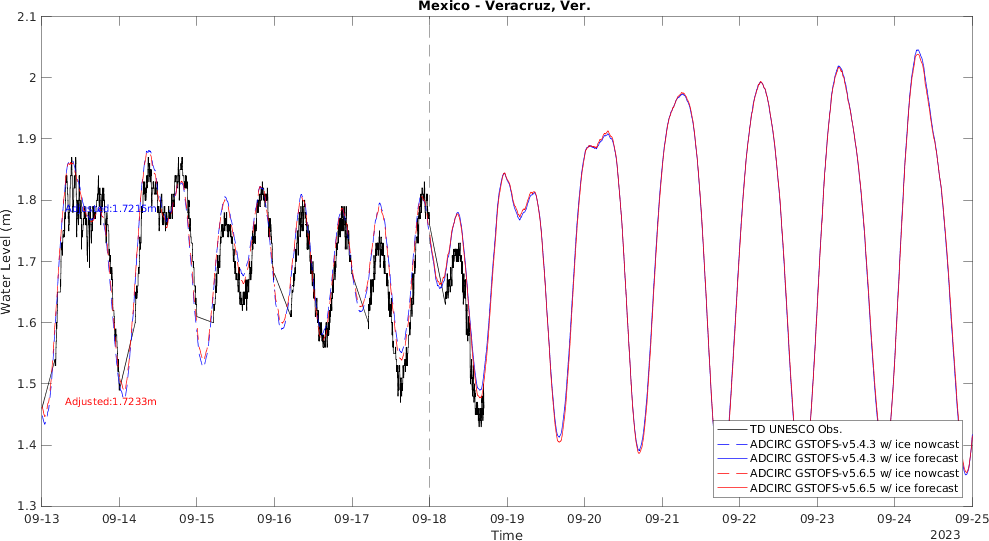 Mexico - Veracruz, Ver.
2.1
2
1.9
1.8
1.7
1.6
1.5
1.4
1.3
Water Level (m)
Adjusted:1.7216m
Adjusted:1.7233m
TD UNESCO Obs.
ADCIRC GSTOFS-v5.4.3 w/ ice nowcast
ADCIRC GSTOFS-v5.4.3 w/ ice forecast
ADCIRC GSTOFS-v5.6.5 w/ ice nowcast
ADCIRC GSTOFS-v5.6.5 w/ ice forecast
09-13 09-14 09-15 09-16 09-17 09-18 09-19 09-20 09-21 09-22 09-23 09-24 09-25
Time
2023